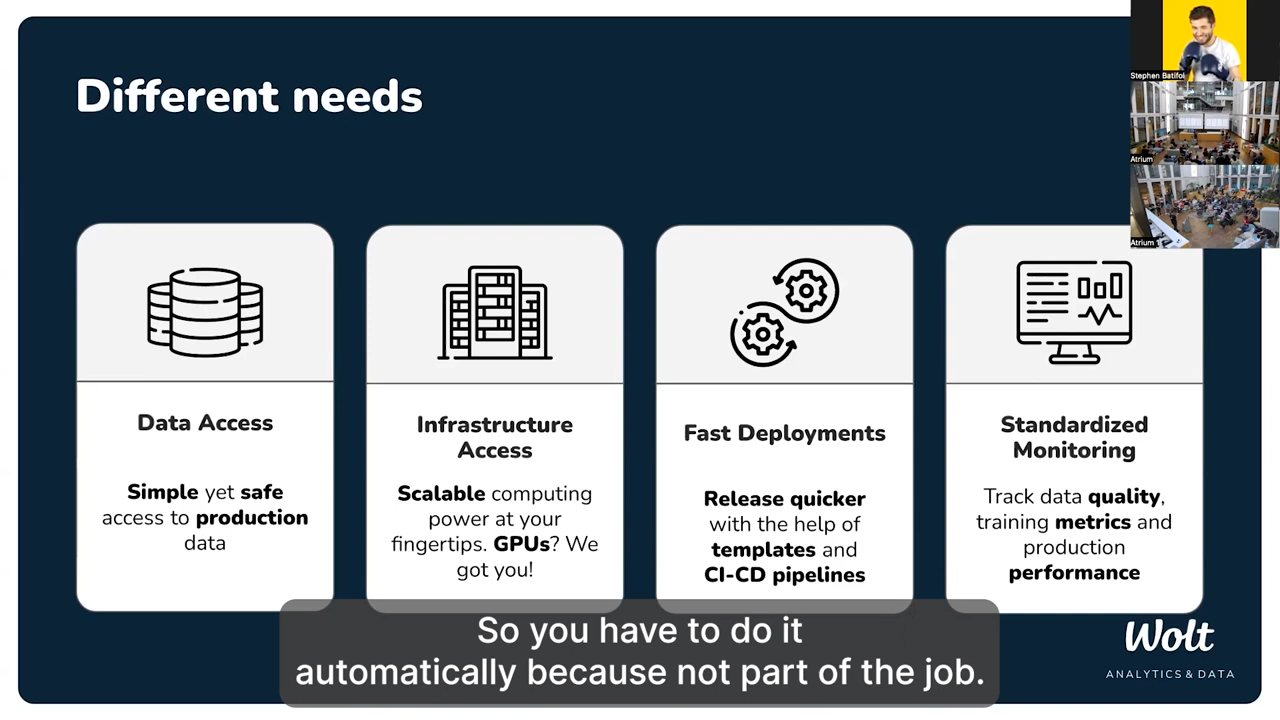 Different needs
Stephen Batifol
Atrium
Atrium 1
Data Access
Simple yet safe
access to production
data
Infrastructure
Access
Scalable computing
power at your
fingertips. GPUs? We
got you!
Fast Deployments
Release quicker
with the help of
templates and
CI-CD pipelines
Standardized
Monitoring
Track data quality,
training metrics and
production
performance
So you have to do it
automatically because not part of the job.
Wolt
ANALYTICS & DATA